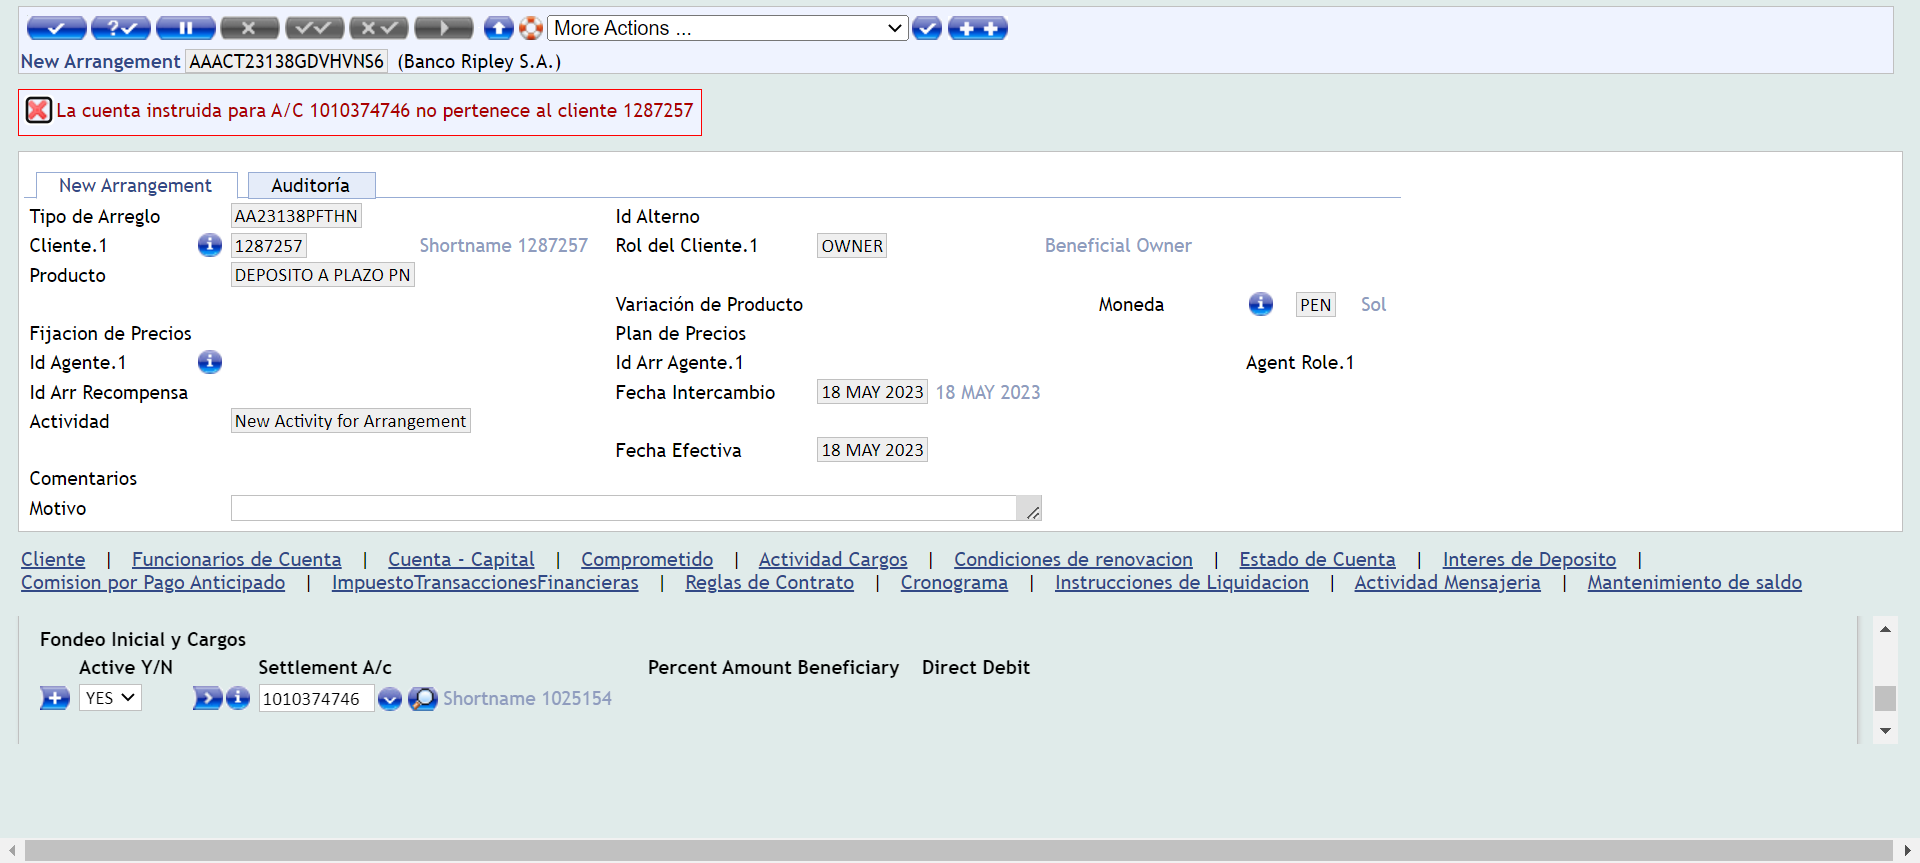 More Actions ...
New Arrangement AAACT23138GDVHVNS6 (Banco Ripley S.A.)
La cuenta instruida para A/C 1010374746 no pertenece al cliente 1287257
New Arrangement Auditoría
Tipo de Arreglo AA23138PFTHN Id Alterno
Cliente.1 1287257 Shortname 1287257 Rol del Cliente.1 OWNER Beneficial Owner
Producto DEPOSITO A PLAZO PN
Variación de Producto Moneda PEN Sol
Fijacion de Precios Plan de Precios
Id Agente.1 Id Arr Agente.1 Agent Role.1
Id Arr Recompensa Fecha Intercambio 18 MAY 2023 18 MAY 2023
Actividad New Activity for Arrangement
Fecha Efectiva 18 MAY 2023
Comentarios
Motivo
Cliente | Funcionarios de Cuenta | Cuenta - Capital | Comprometido | Actividad Cargos | Condiciones de renovacion | Estado de Cuenta | Interes de Deposito |
Comision por Pago Anticipado | ImpuestoTransaccionesFinancieras | Reglas de Contrato | Cronograma | Instrucciones de Liquidacion | Actividad Mensajeria | Mantenimiento de saldo
Fondeo Inicial y Cargos
Active Y/N Settlement A/c Percent Amount Beneficiary Direct Debit
YES 1010374746 Shortname 1025154